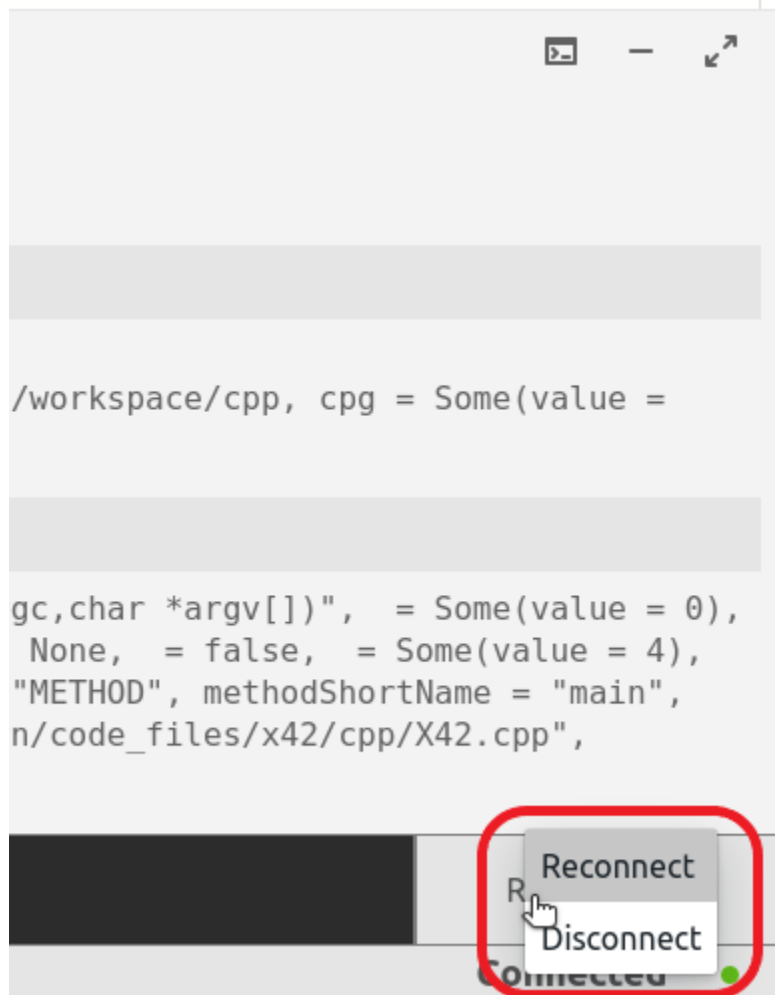 /workspace/cpp, cpg = Some(value =
gc,char *argv[])",  = Some(value = 0),
None,  = false,  = Some(value = 4),
"METHOD", methodShortName = "main",
n/code_files/x42/cpp/X42.cpp",
Reconnect
R
Disconnect
Connected